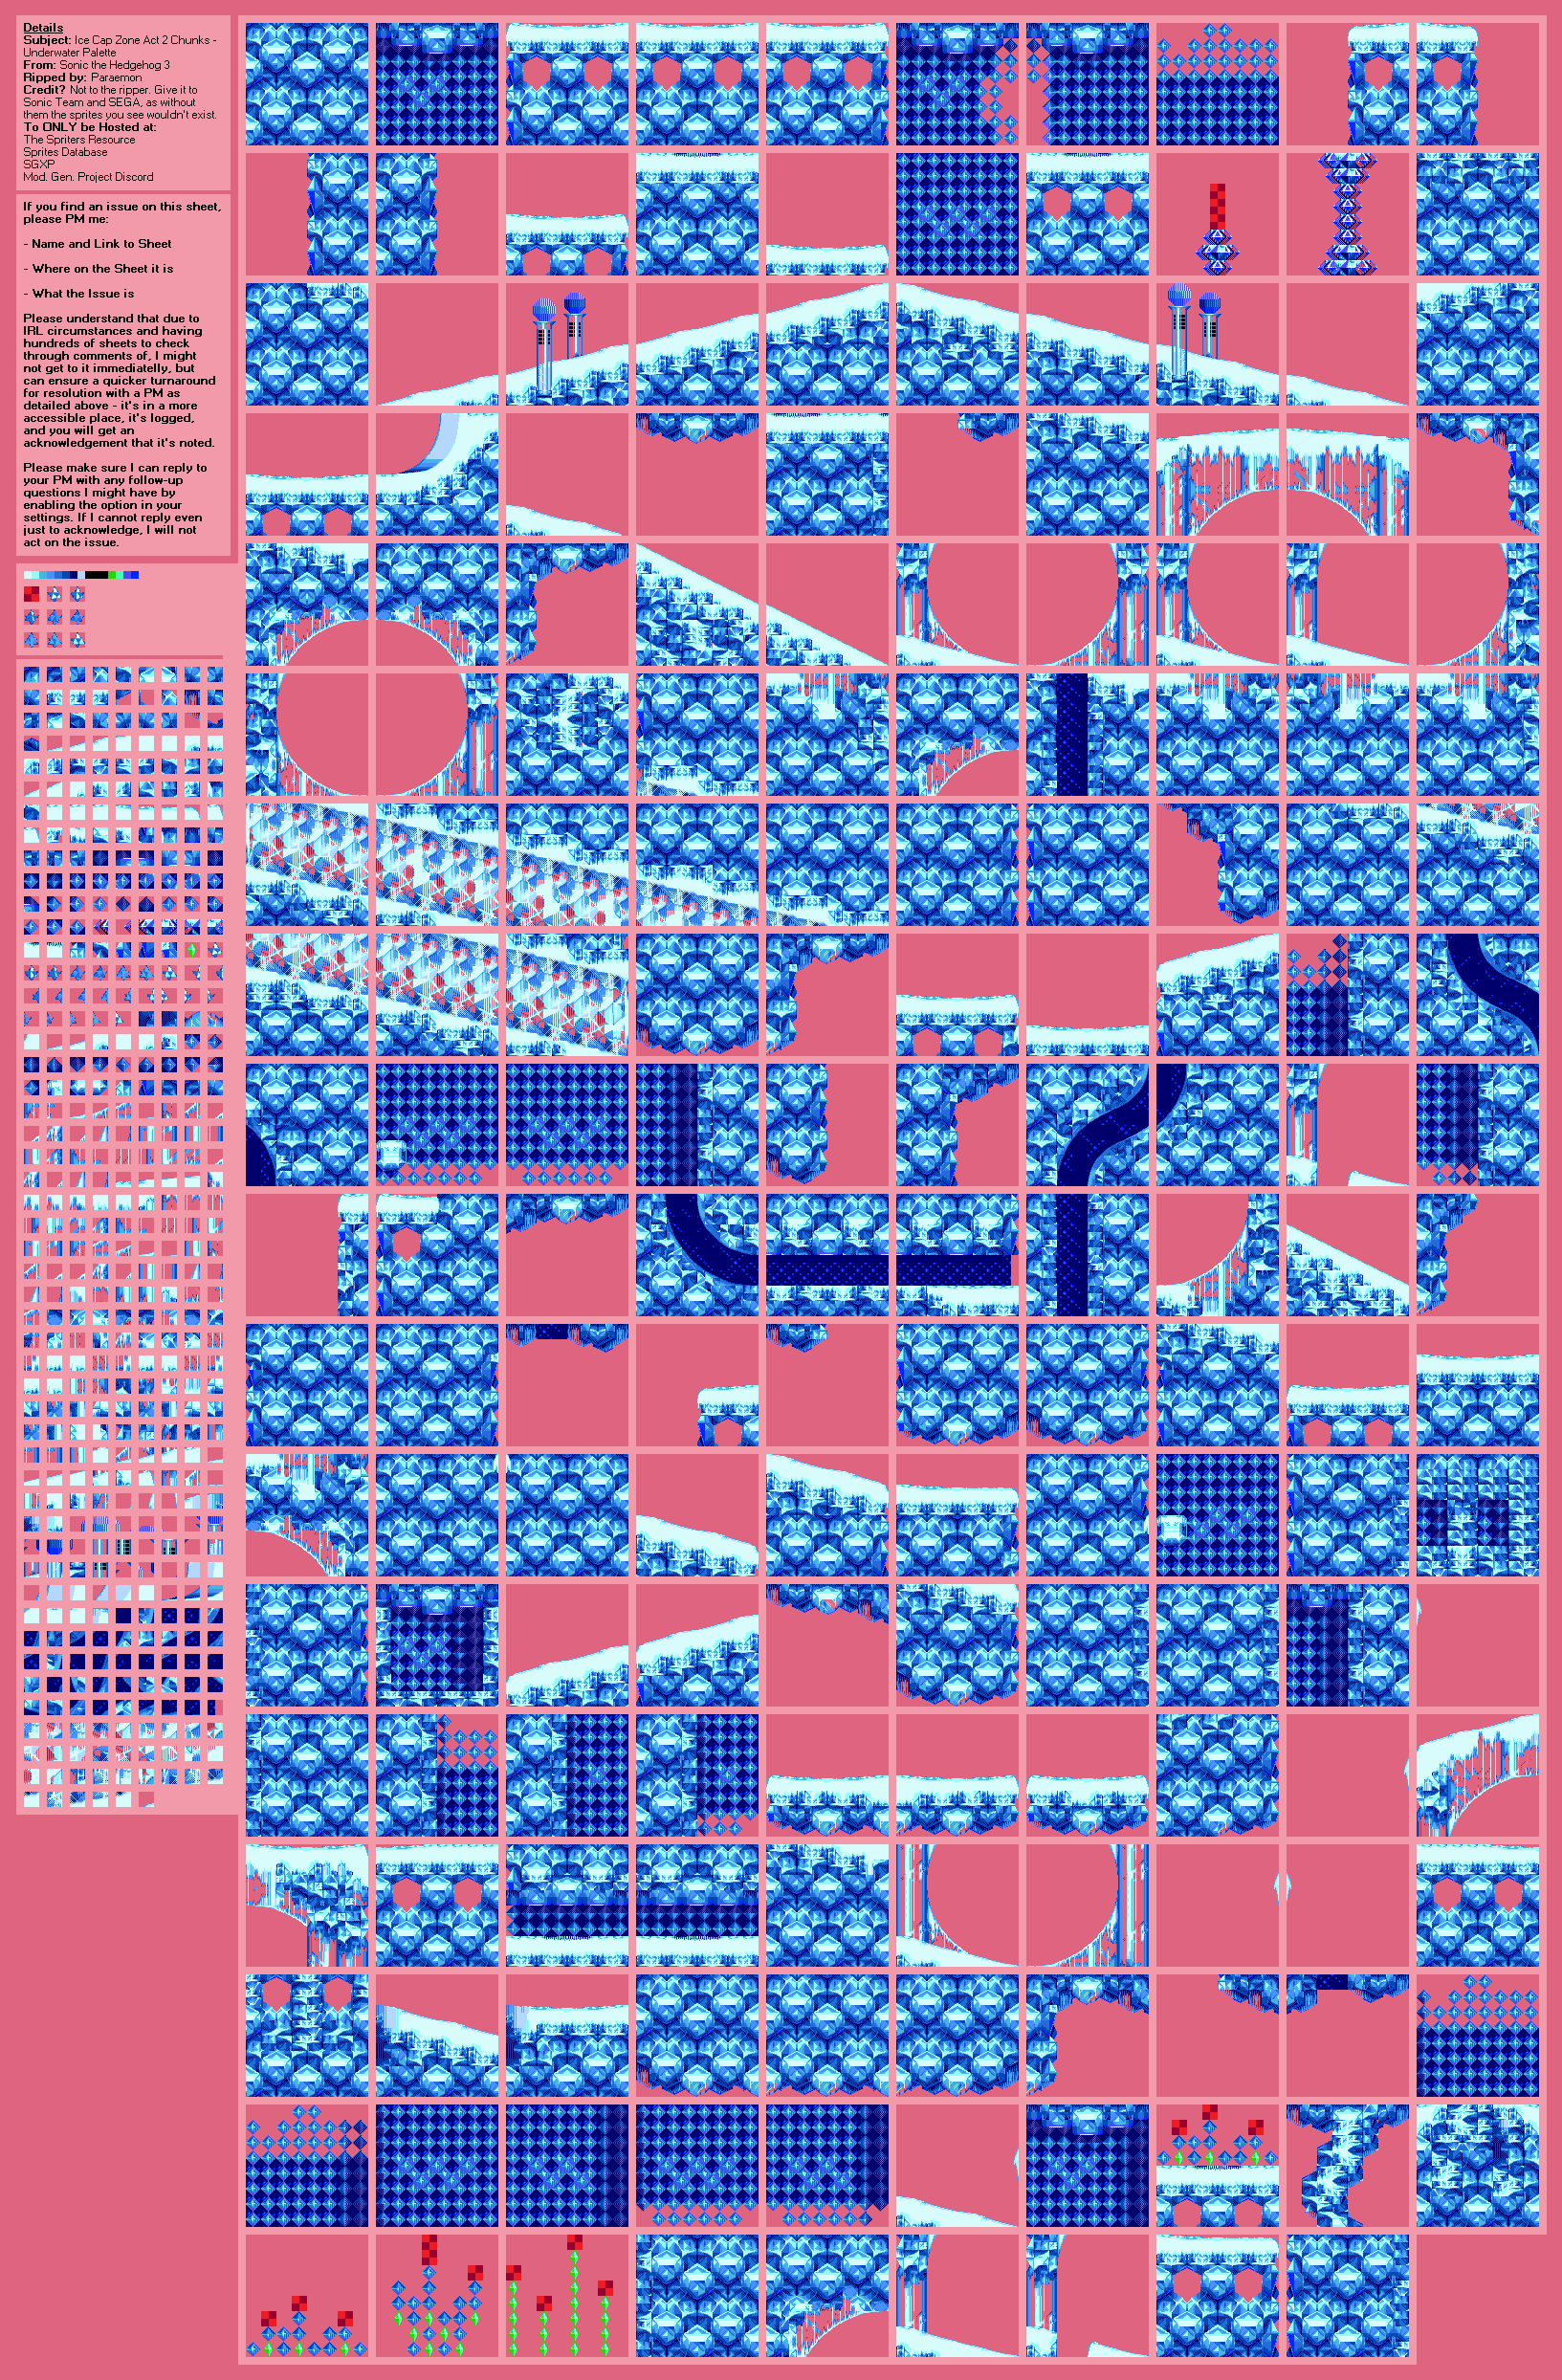 Details
Subject: Ice Cap Zone Act 2 Chunks -
Underwater Palette
From: Sonic the Hedgehog 3
Ripped by: Paraemon
Credit? Not to the ripper. Give it to
Sonic Team and SEGA, as without
them the sprites you see wouldn't exist.
To ONLY be Hosted at:
The Spriters Resource
Sprites Database
SGXP
Mod. Gen. Project Discord
If you find an issue on this sheet,
please PM me:
- Name and Link to Sheet
- Where on the Sheet it is
- What the Issue is
Please understand that due to
IRL circumstances and having
hundreds of sheets to check
through comments of, I might
not get to it immediatelly, but
can ensure a quicker turnaround
for resolution with a PM as
detailed above - it's in a more
accessible place, it's logged,
and you will get an
acknowledgement that it's noted.
Please make sure I can reply to
your PM with any follow-up
questions I might have by
enabling the option in your
settings. If I cannot reply even
just to acknowledge, I will not
act on the issue.